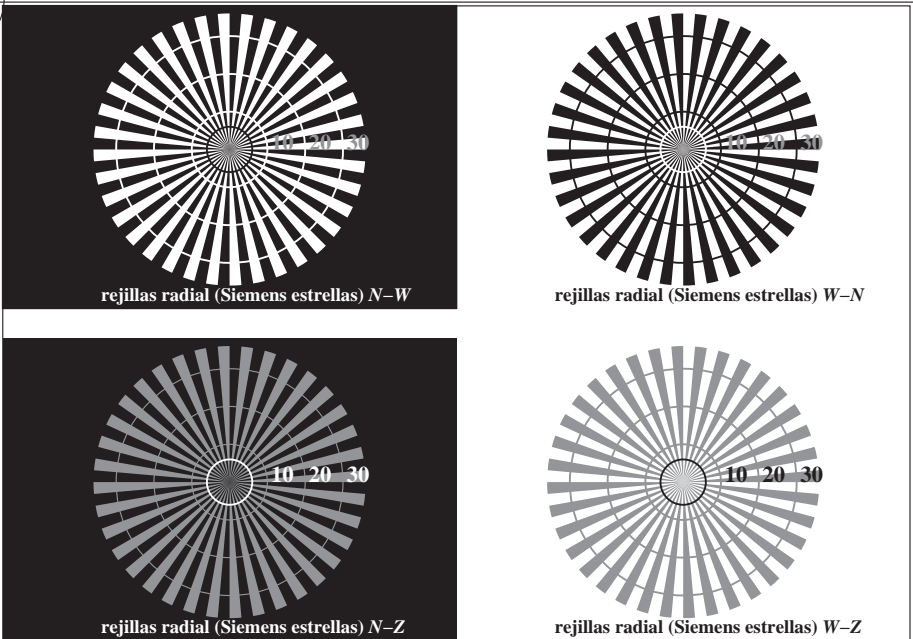 10 20 30
rejillas radial (Siemens estrellas) N–W
10 20 30
rejillas radial (Siemens estrellas) W–N
10 20 30
rejillas radial (Siemens estrellas) N–Z
10 20 30
rejillas radial (Siemens estrellas) W–Z